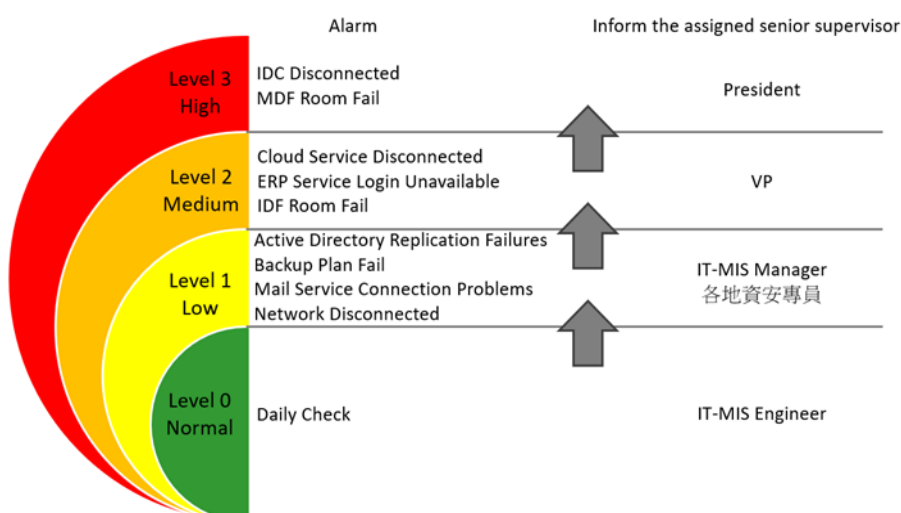 Alarm
Inform the assigned senior supervisor
Level 3
High
IDC Disconnected
MDF Room Fail
President
Level 2
Medium
Cloud Service Disconnected
ERP Service Login Unavailable
IDF Room Fail
VP
Level 1
Low
Active Directory Replication Failures
Backup Plan Fail
Mail Service Connection Problems
Network Disconnected
IT-MIS Manager
各地資安專員
Level 0
Normal
Daily Check
IT-MIS Engineer